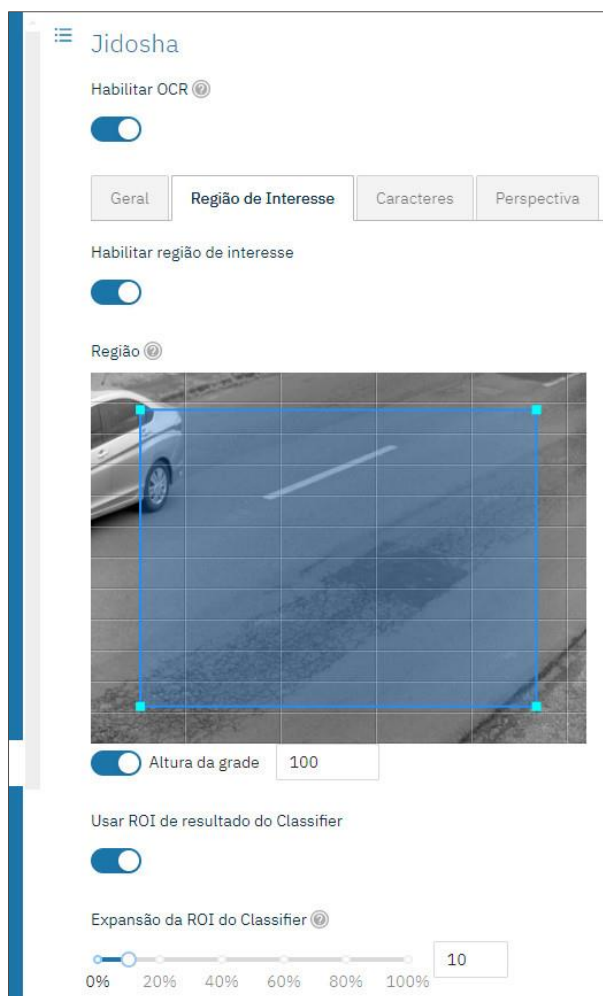 Jidosha
Habilitar OCR
Geral Região de Interesse Caracteres Perspectiva
Habilitar região de interesse
Região
Altura da grade 100
Usar ROI de resultado do Classifier
Expansão da ROI do Classifier
10
0% 20% 40% 60% 80% 100%